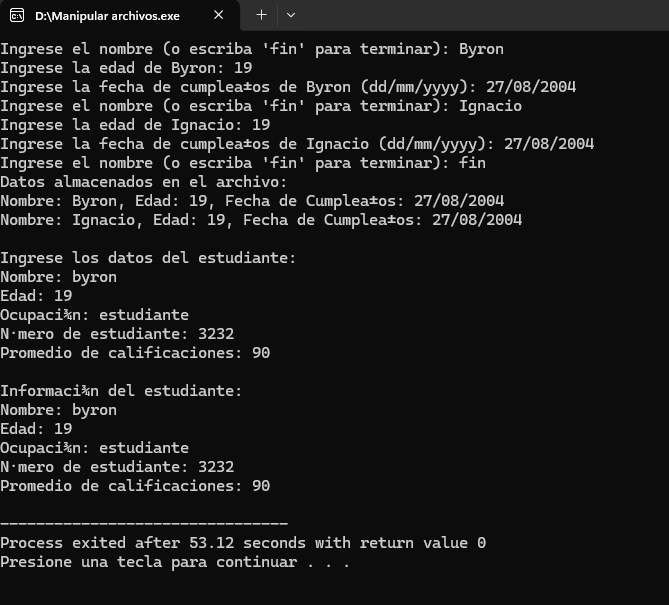 D:\Manipular archivos.exe
Ingrese el nombre (o escriba 'fin' para terminar): Byron
Ingrese la edad de Byron: 19
Ingrese la fecha de cumplea±os de Byron (dd/mm/yyyy): 27/08/2004
Ingrese el nombre (o escriba 'fin' para terminar): Ignacio
Ingrese la edad de Ignacio: 19
Ingrese la fecha de cumplea±os de Ignacio (dd/mm/yyyy): 27/08/2004
Ingrese el nombre (o escriba 'fin' para terminar): fin
Datos almacenados en el archivo:
Nombre: Byron, Edad: 19, Fecha de Cumplea±os: 27/08/2004
Nombre: Ignacio, Edad: 19, Fecha de Cumplea±os: 27/08/2004
Ingrese los datos del estudiante:
Nombre: byron
Edad: 19
Ocupaci¾n: estudiante
N·mero de estudiante: 3232
Promedio de calificaciones: 90
Informaci¾n del estudiante:
Nombre: byron
Edad: 19
Ocupaci¾n: estudiante
N·mero de estudiante: 3232
Promedio de calificaciones: 90
--------------------------------
Process exited after 53.12 seconds with return value 0
Presione una tecla para continuar . . .